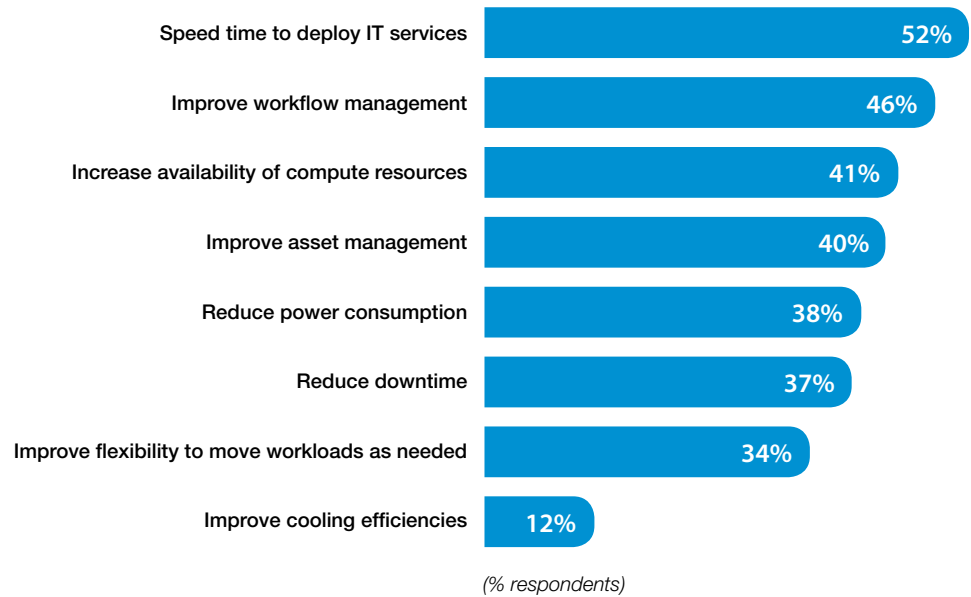 Speed time to deploy IT services 52%
Improve workflow management 46%
Increase availability of compute resources 41%
Improve asset management 40%
Reduce power consumption 38%
Reduce downtime 37%
Improve flexibility to move workloads as needed 34%
Improve cooling efficiencies 12%
(% respondents)